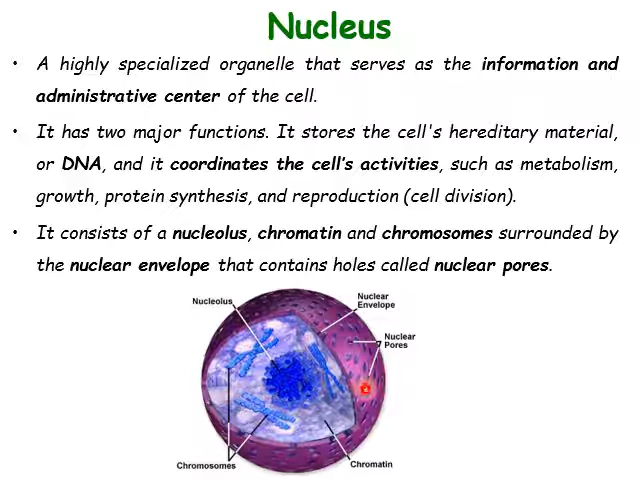 Nucleus
• A highly specialized organelle that serves as the information and
administrative center of the cell.
• It has two major functions. It stores the cell's hereditary material,
or DNA, and it coordinates the cell's activities, such as metabolism,
growth, protein synthesis, and reproduction (cell division).
• It consists of a nucleolus, chromatin and chromosomes surrounded by
the nuclear envelope that contains holes called nuclear pores.
Nucleolus
Nuclear
Envelope
Nuclear
Pores
Chromosomes
Chromatin